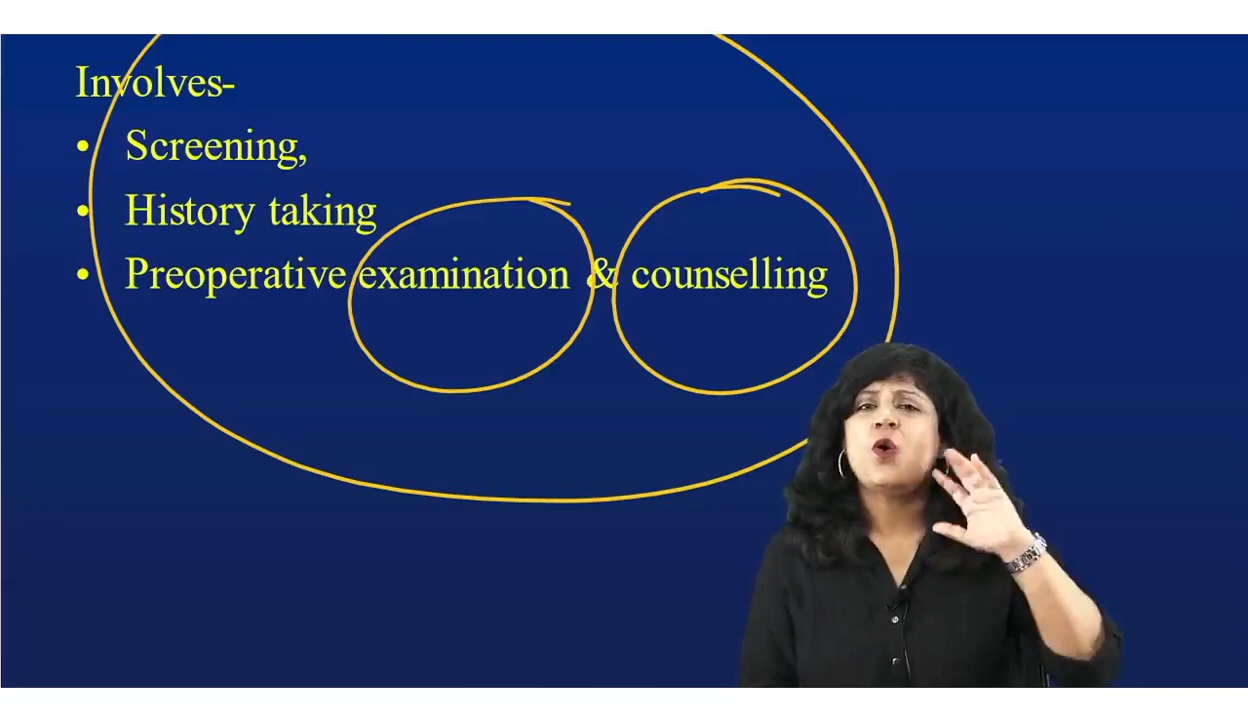 Involves-
• Screening,
• History taking
• Preoperative examination & counselling